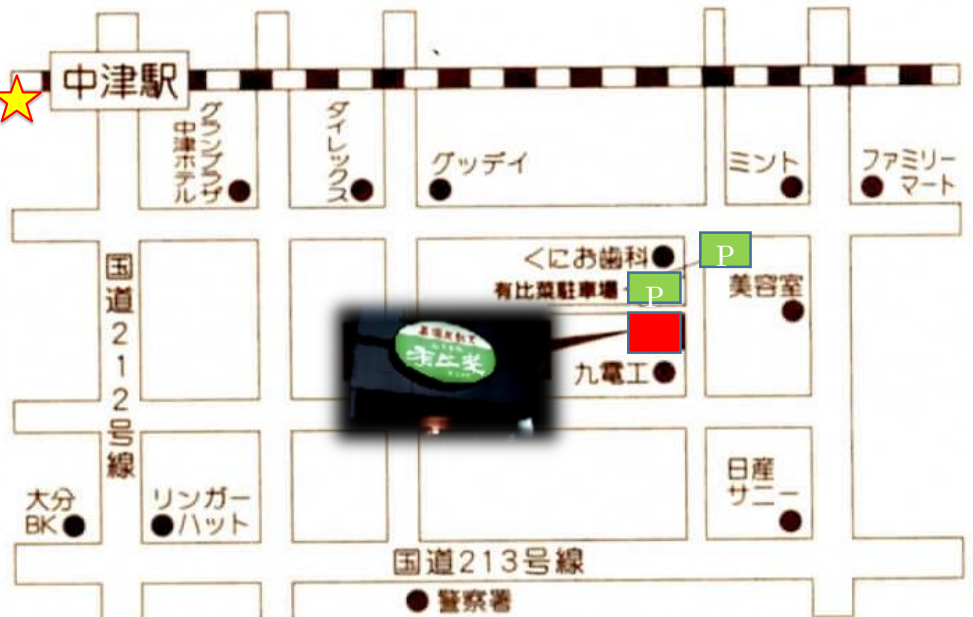 中津駅
グランプラザ
中津ホテル
ダイレックス
グッデイ
ミント
ファミリー
マート
くにお歯科
P
有比菜駐車場
P
美容室
国道212号線
有比菜
九電工
大分
BK
リンガー
ハット
日産
サニー
国道213号線
警察署